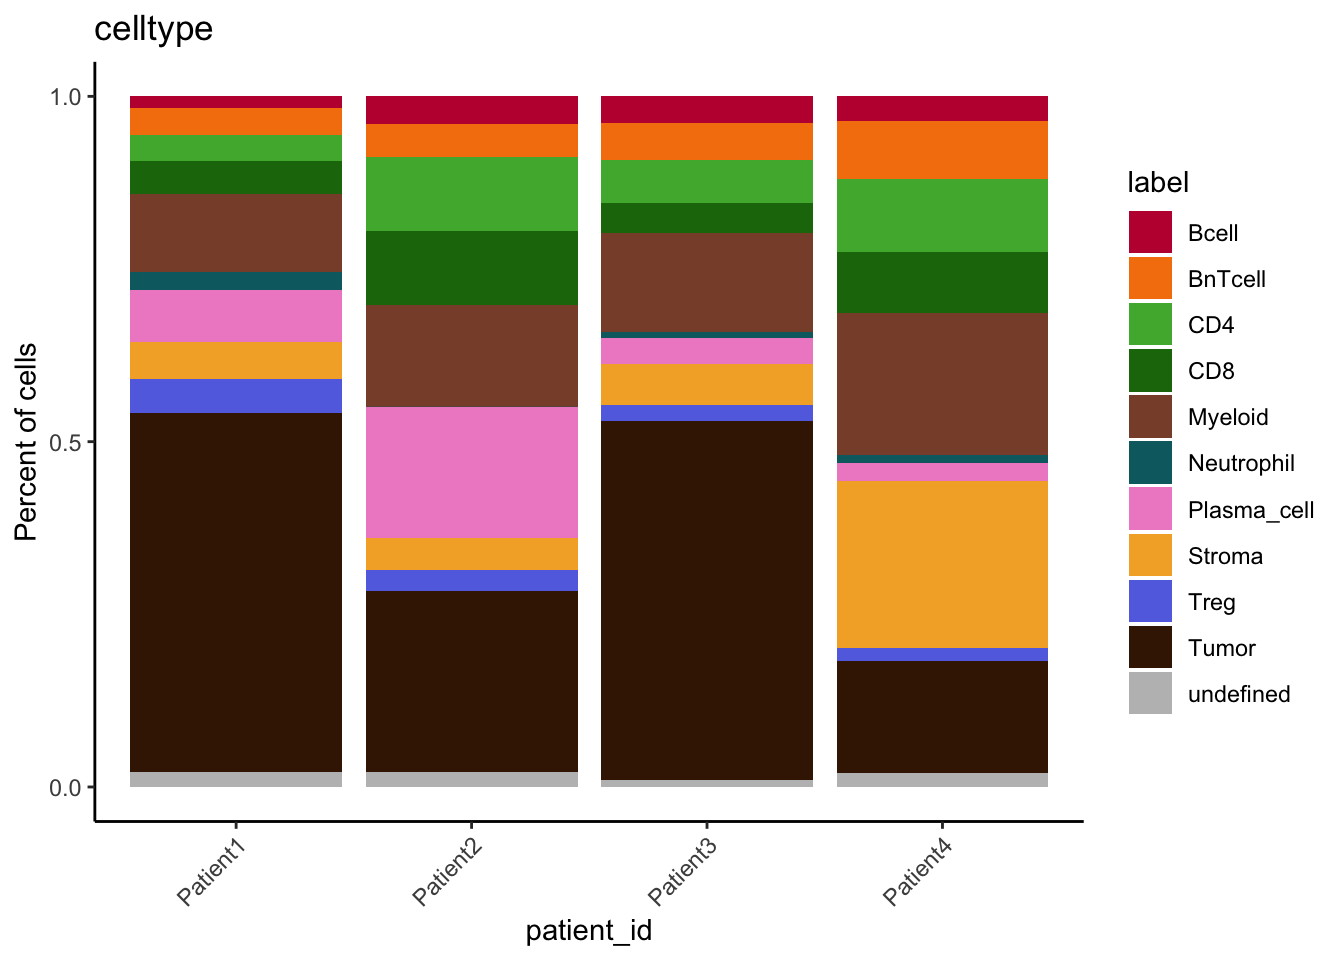 celltype
Percent of cells
1.0
0.5
0.0
Patient1
Patient2
Patient3
Patient4
patient_id
label
Bcell
BnTcell
CD4
CD8
Myeloid
Neutrophil
Plasma_cell
Stroma
Treg
Tumor
undefined